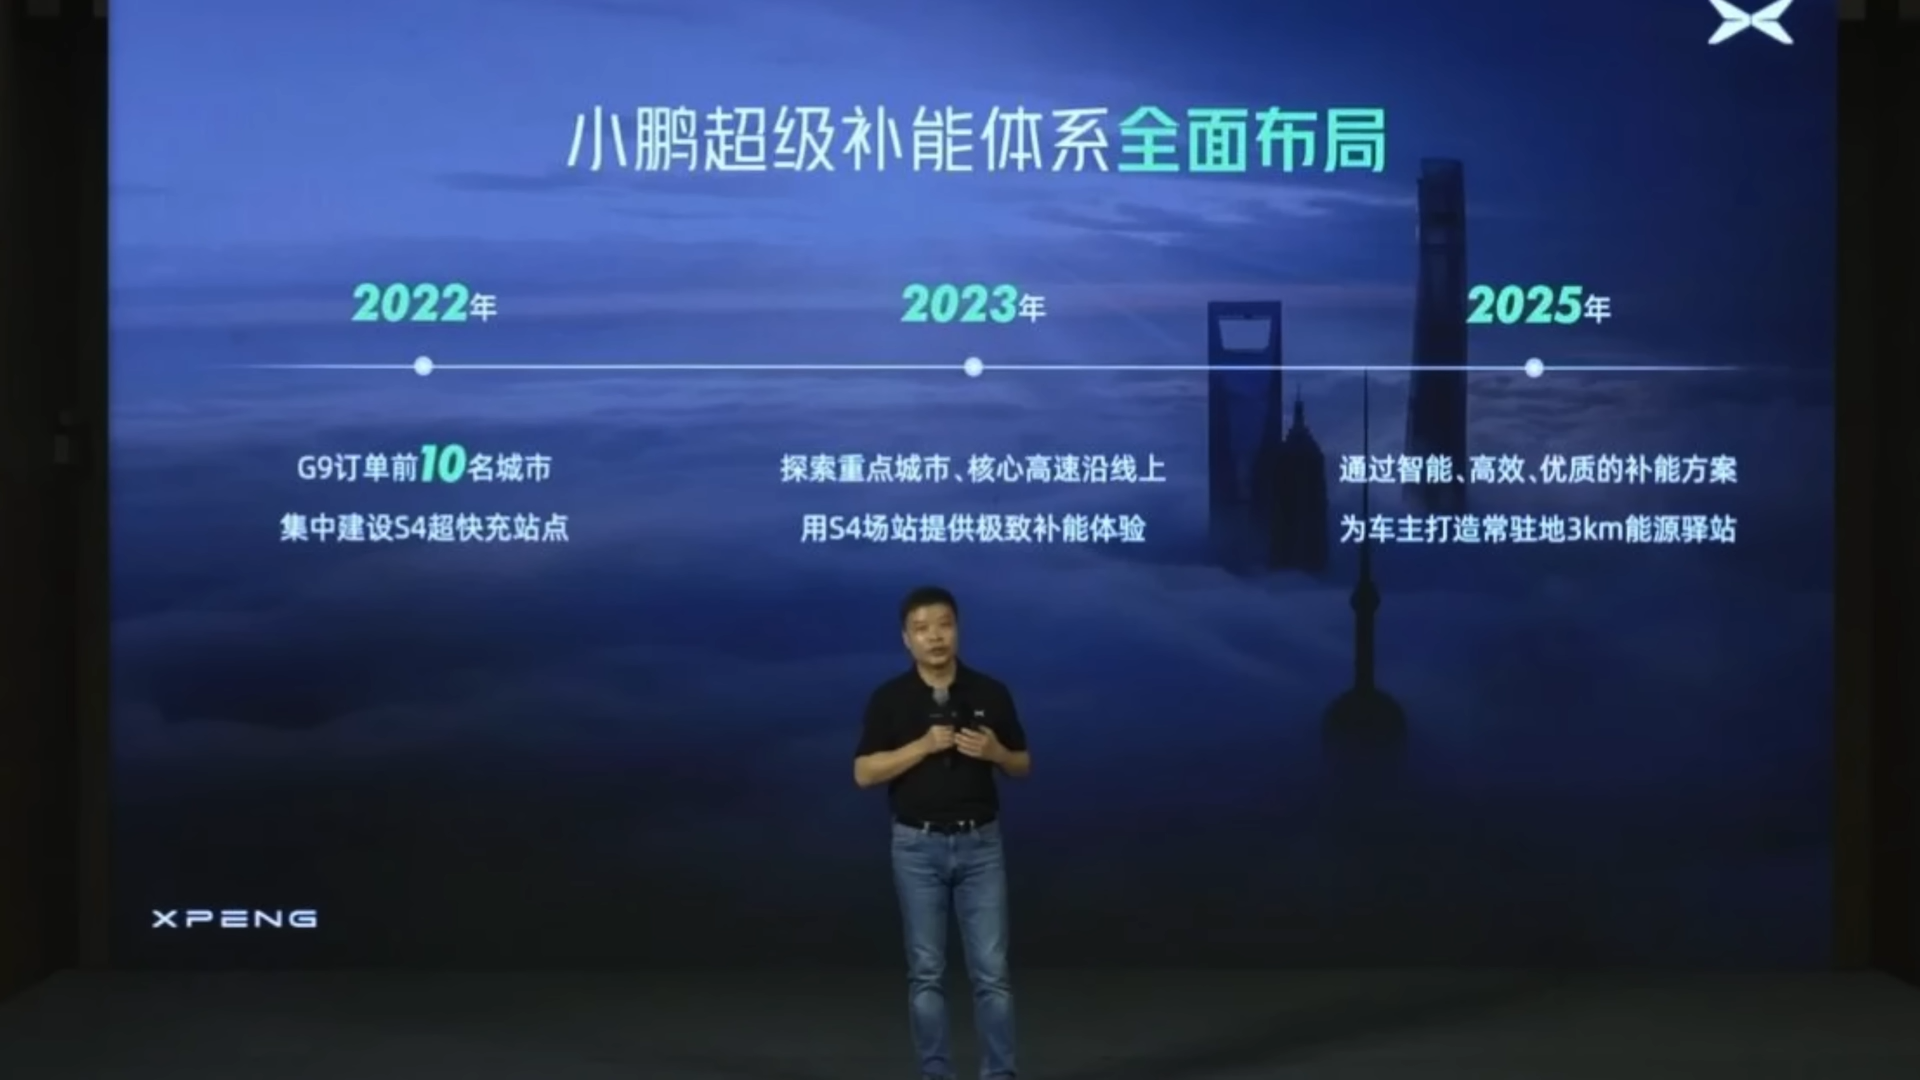 小鹏超级补能体系全面布局
2022年
2023年
2025年
G9订单前10名城市
集中建设S4超快充站点
探索重点城市、核心高速沿线上
用S4场站提供极致补能体验
通过智能、高效、优质的补能方案
为车主打造常驻地3km能源驿站
XPENG